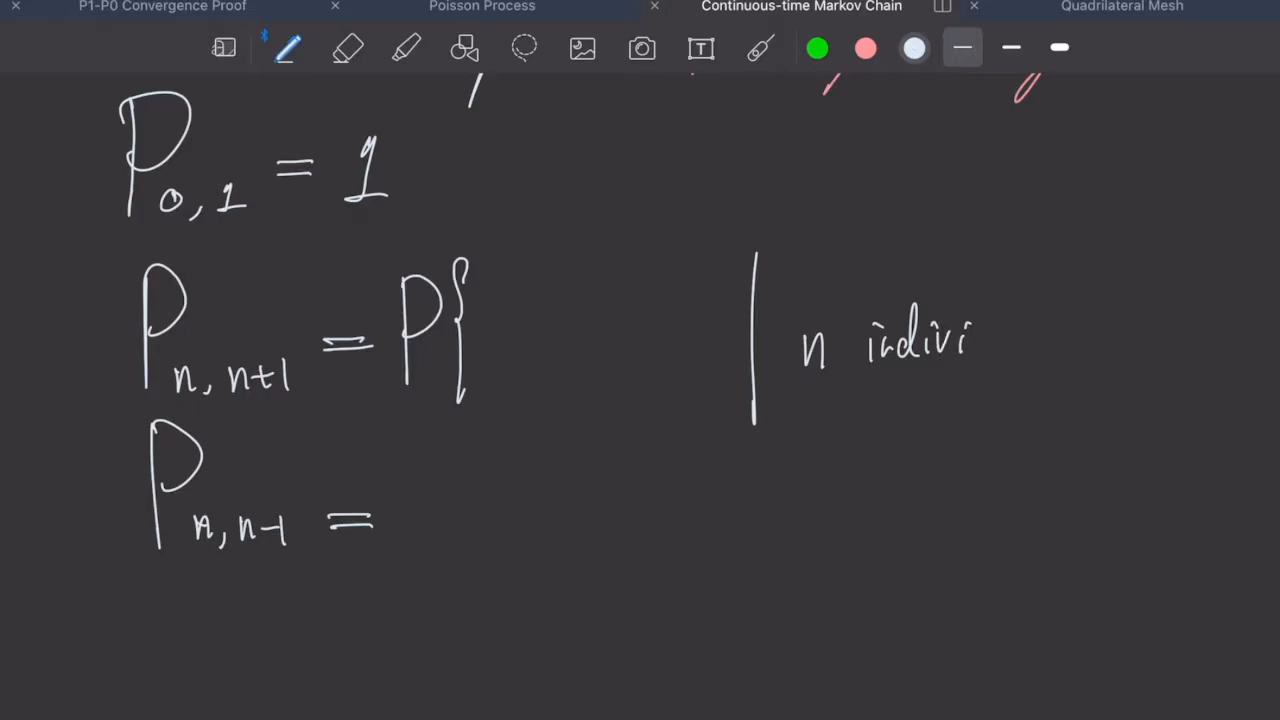 P1-P0 Convergence Proof Poisson Process Continuous-time Markov Chain Quadrilateral Mesh
P₀,₁ = 1
Pₙ,ₙ₊₁ = P{ | n indivi
Pₙ,ₙ₋₁ =